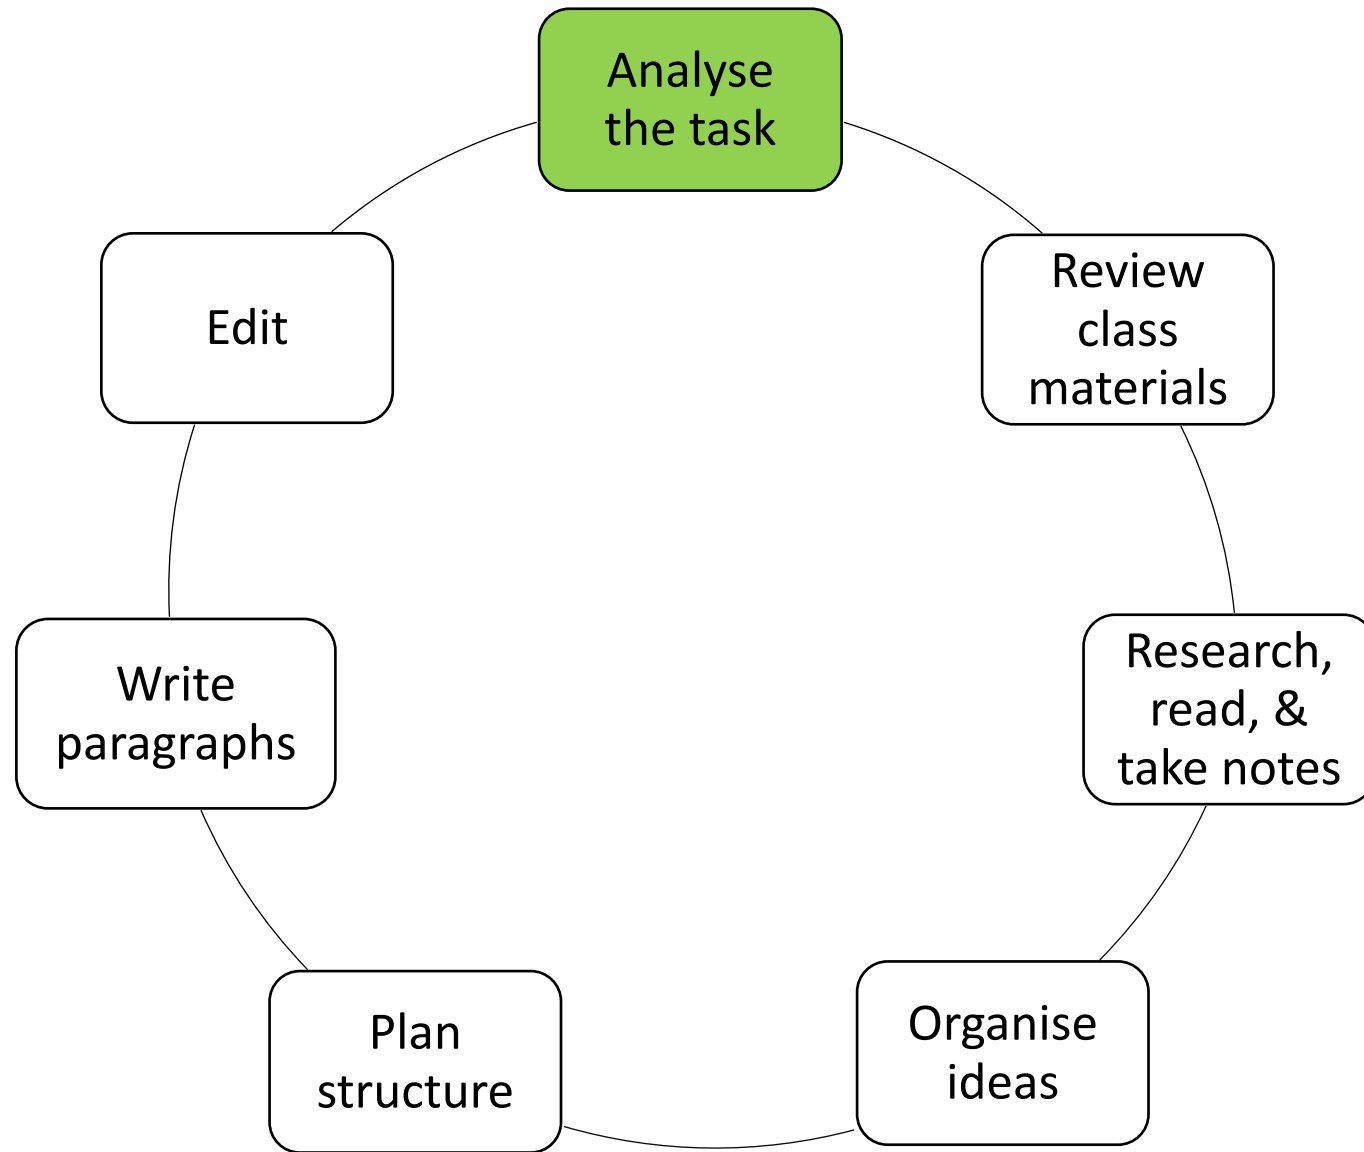 Analyse
the task
Review
class
materials
Research,
read, &
take notes
Organise
ideas
Plan
structure
Write
paragraphs
Edit